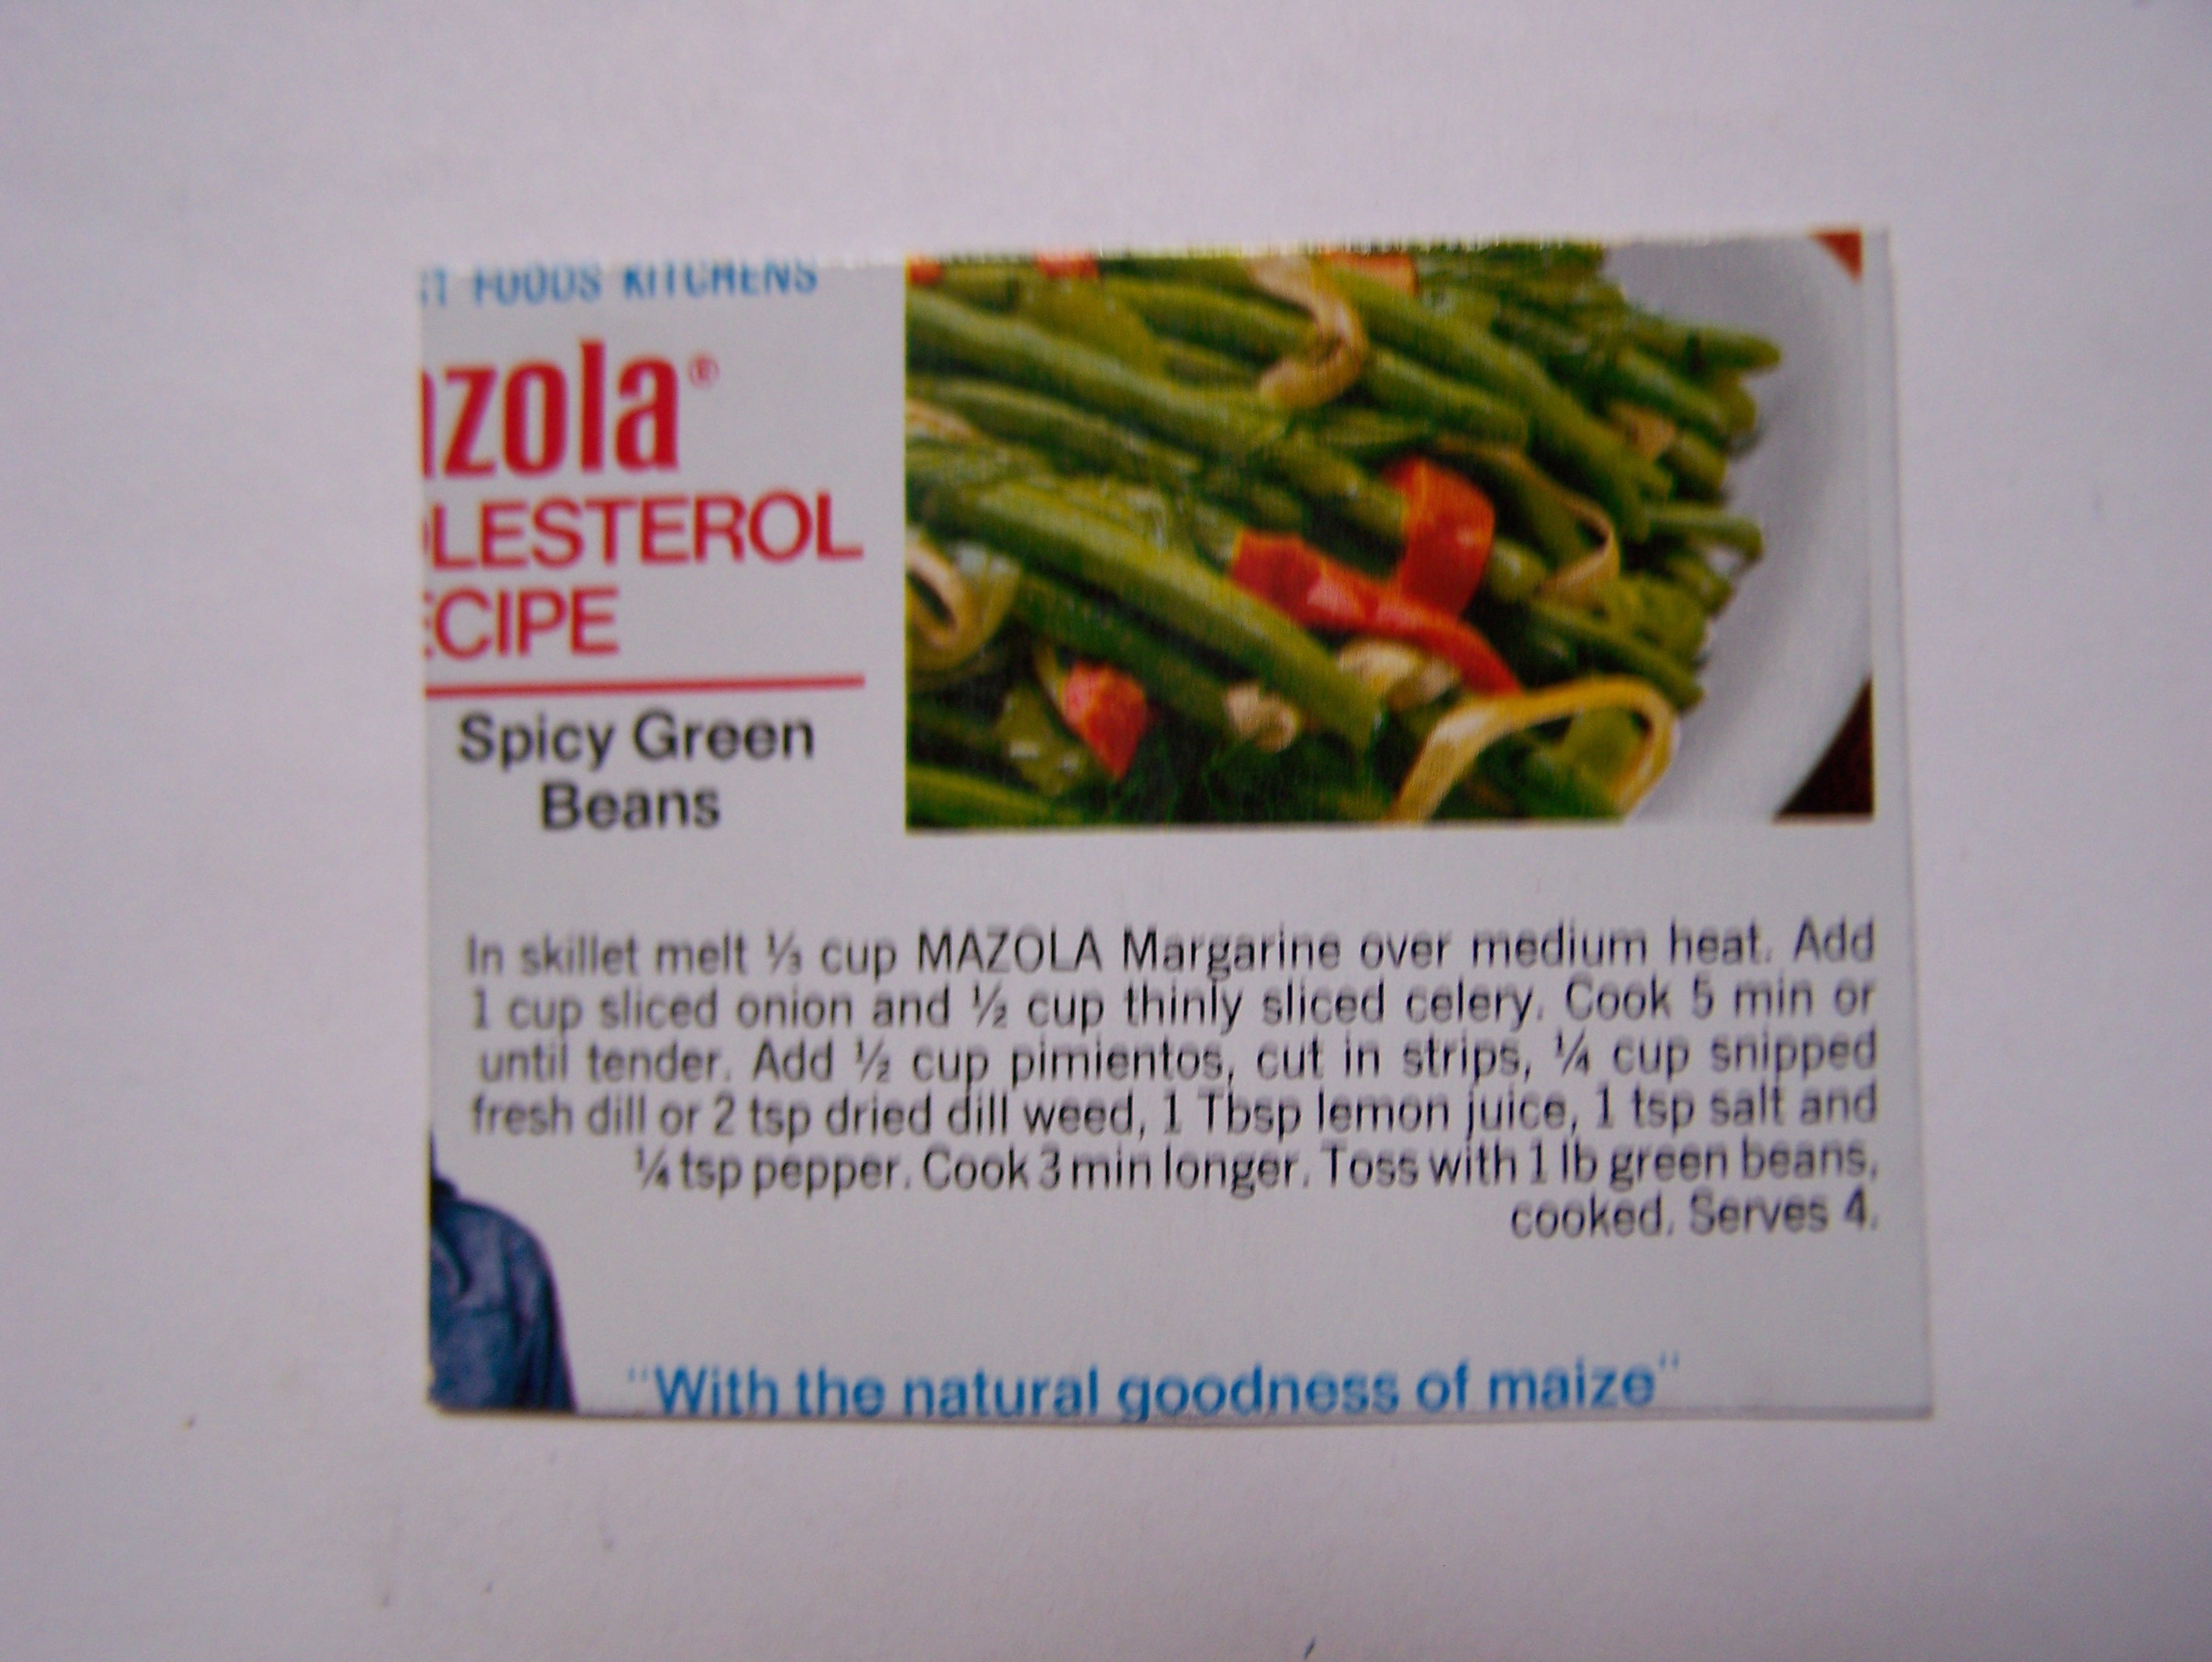 T FOODS KITCHENS
azola®
OLESTEROL
ECIPE
Spicy Green
Beans
In skillet melt ⅓ cup MAZOLA Margarine over medium heat. Add
1 cup sliced onion and ½ cup thinly sliced celery. Cook 5 min or
until tender. Add ½ cup pimientos, cut in strips, ¼ cup snipped
fresh dill or 2 tsp dried dill weed, 1 Tbsp lemon juice, 1 tsp salt and
¼ tsp pepper. Cook 3 min longer. Toss with 1 lb green beans,
cooked. Serves 4.
"With the natural goodness of maize"